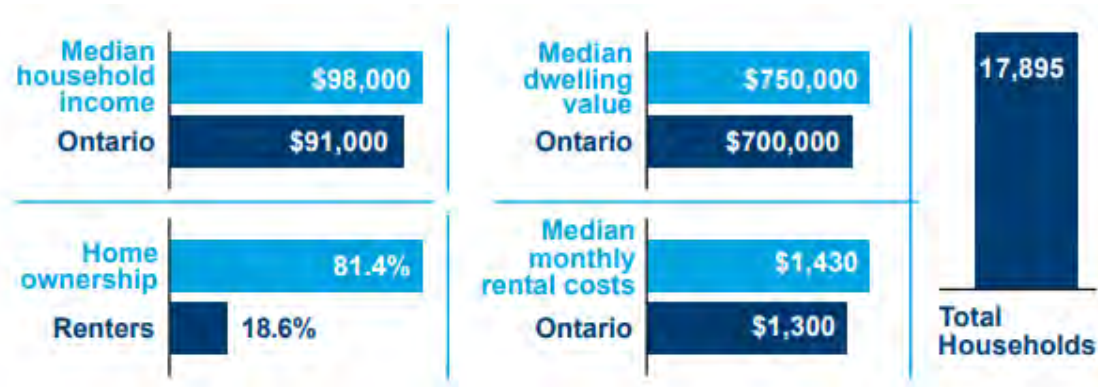 Median
household
income
$98,000
Ontario
$91,000
Median
dwelling
value
$750,000
Ontario
$700,000
Home
ownership
81.4%
Renters
18.6%
Median
monthly
rental costs
$1,430
Ontario
$1,300
17,895
Total
Households